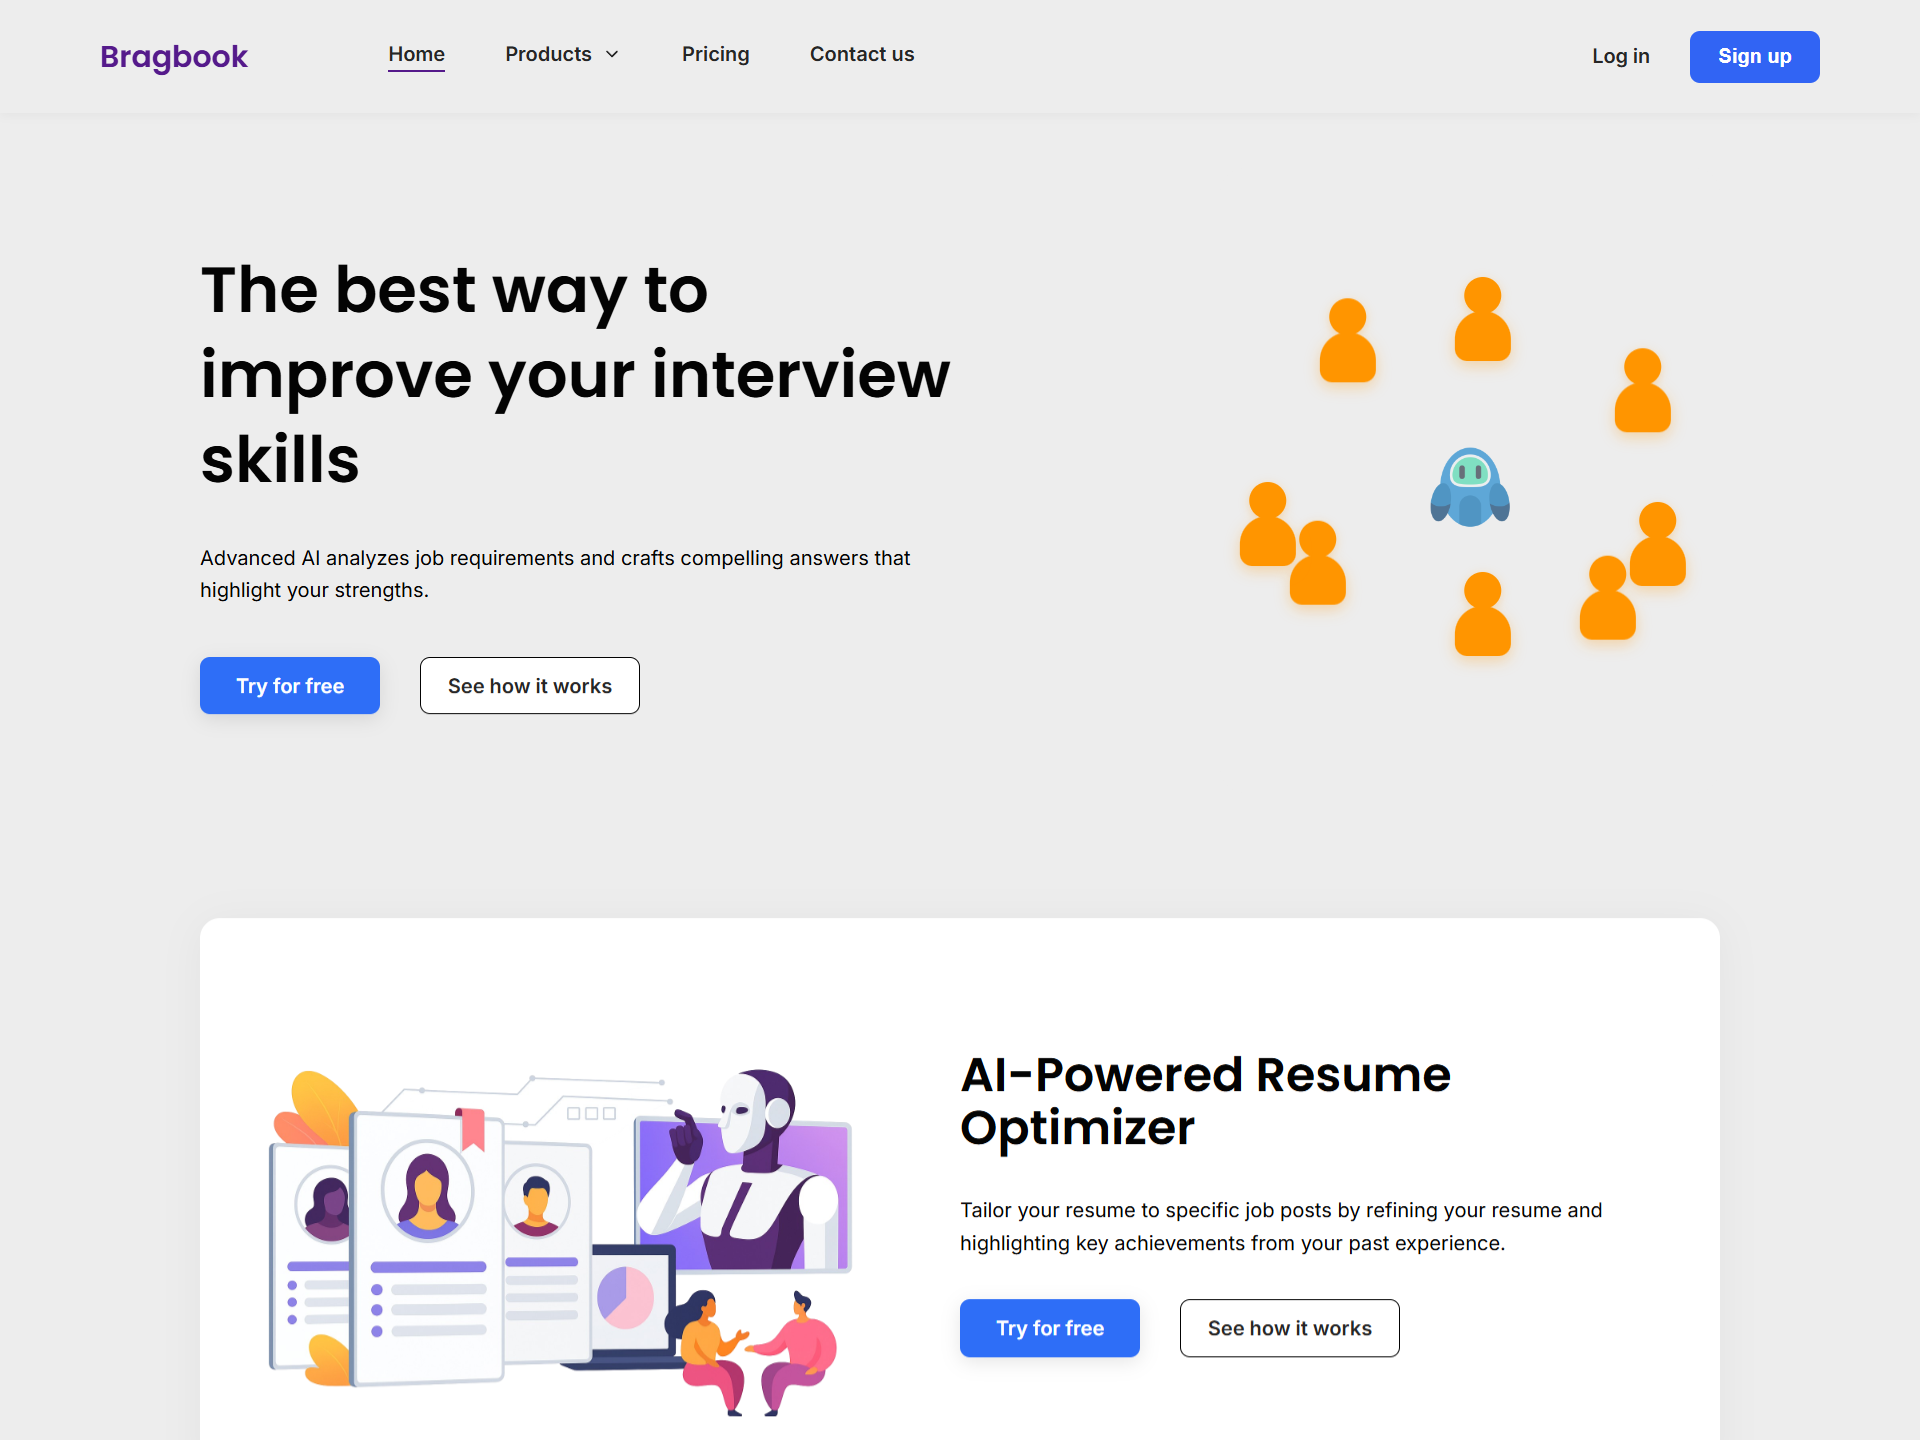 Bragbook
Home
Products
Pricing
Contact us
Log in
Sign up
The best way to
improve your interview
skills
Advanced AI analyzes job requirements and crafts compelling answers that
highlight your strengths.
Try for free
See how it works
AI-Powered Resume
Optimizer
Tailor your resume to specific job posts by refining your resume and
highlighting key achievements from your past experience.
Try for free
See how it works